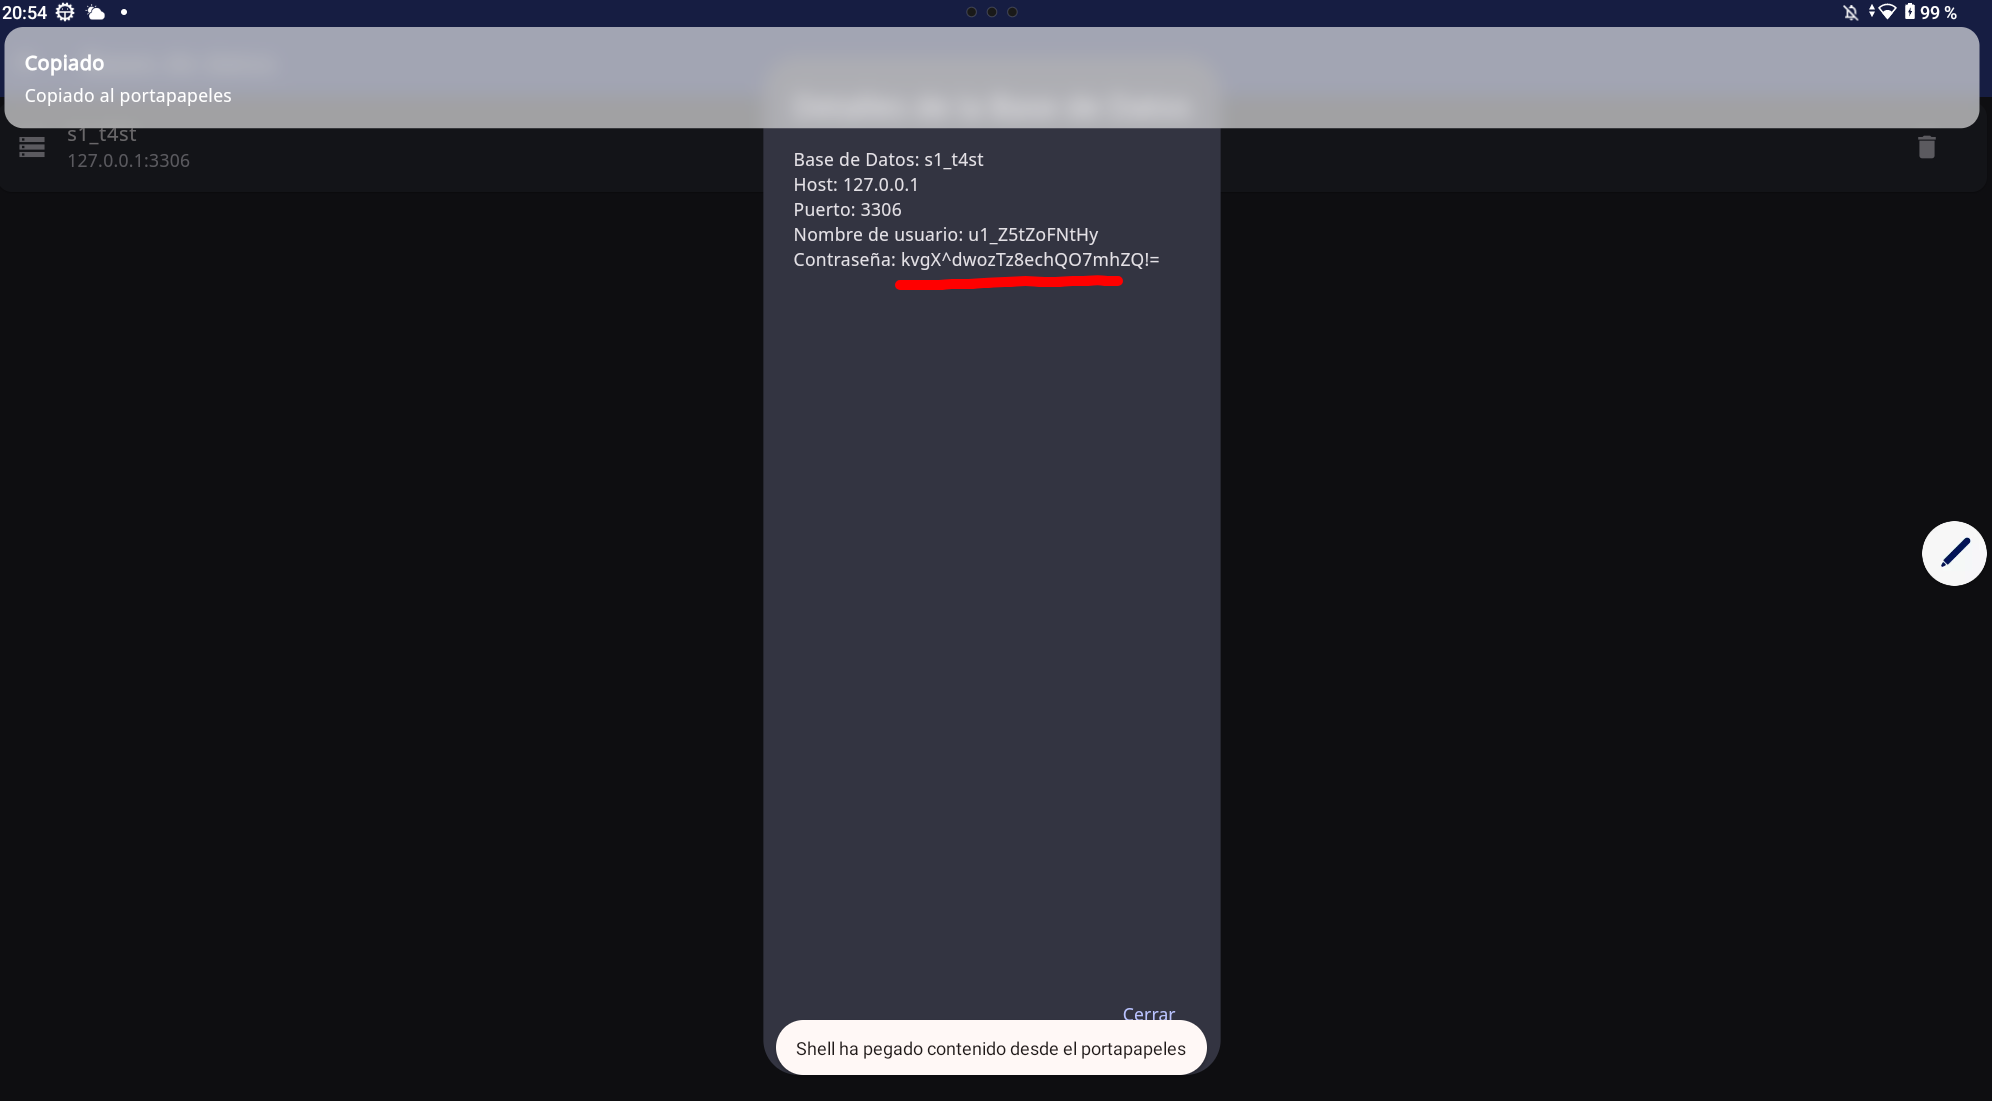 20:54
99 %
Copiado
Copiado al portapapeles
s1_t4st
127.0.0.1:3306
Base de Datos: s1_t4st
Host: 127.0.0.1
Puerto: 3306
Nombre de usuario: u1_Z5tZoFNtHy
Contraseña: kvgX^dwozTz8echQO7mhZQ!=
Cerrar
Shell ha pegado contenido desde el portapapeles